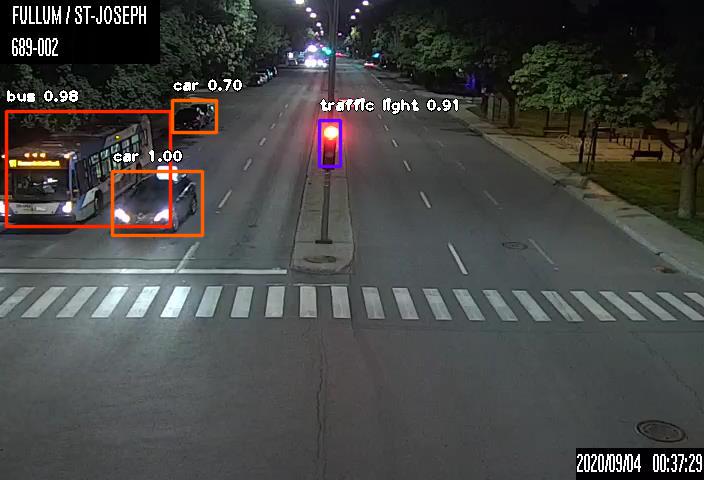 FULLUM / ST-JOSEPH
689-002
car 0.70
bus 0.98
traffic light 0.91
car 1.00
2020/09/04 00:37:29